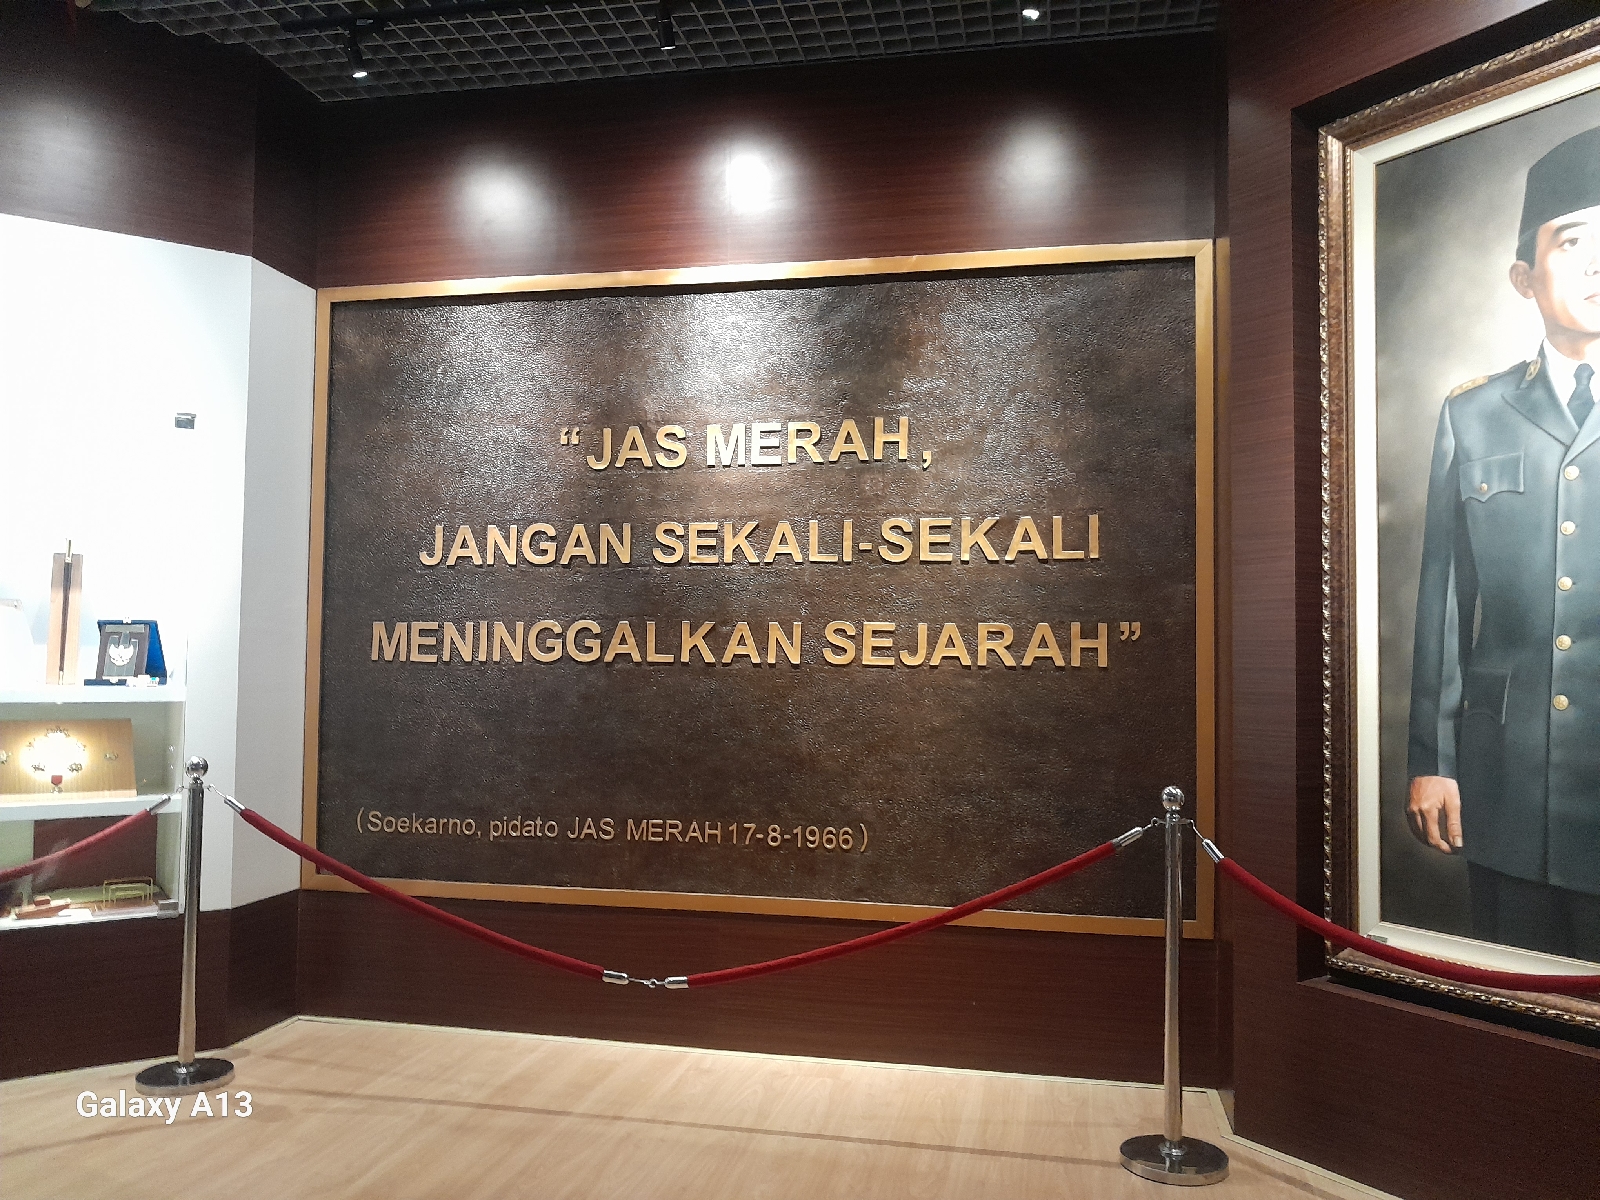 “JAS MERAH,
JANGAN SEKALI-SEKALI
MENINGGALKAN SEJARAH”
(Soekarno, pidato JAS MERAH 17-8-1966)
Galaxy A13